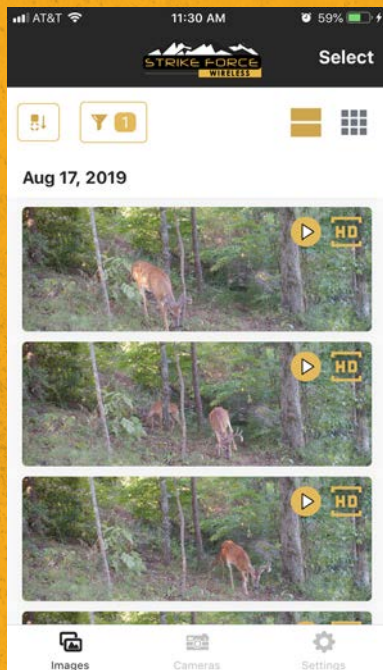 AT&T 11:30 AM 59%
STRIKE FORCE
WIRELESS
Select
1
Aug 17, 2019
HD
HD
HD
Images Cameras Settings